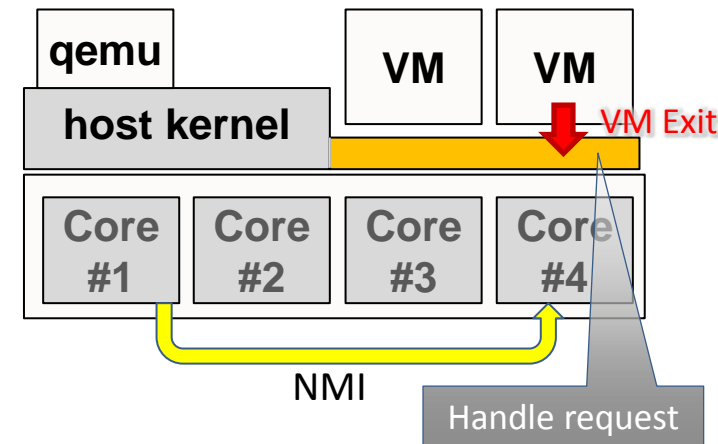 qemu
VM
VM
host kernel
VM Exit
Core
#1
Core
#2
Core
#3
Core
#4
NMI
Handle request